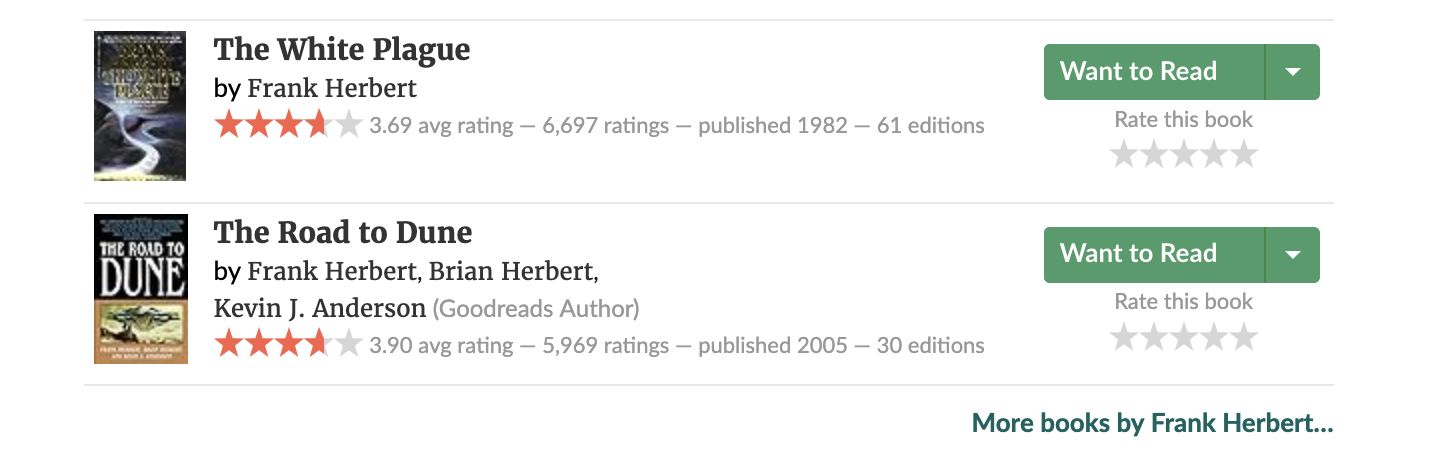 The White Plague
by Frank Herbert
3.69 avg rating — 6,697 ratings — published 1982 — 61 editions
Want to Read
Rate this book
THE ROAD TO
DUNE
The Road to Dune
by Frank Herbert, Brian Herbert,
Kevin J. Anderson (Goodreads Author)
3.90 avg rating — 5,969 ratings — published 2005 — 30 editions
Want to Read
Rate this book
More books by Frank Herbert...